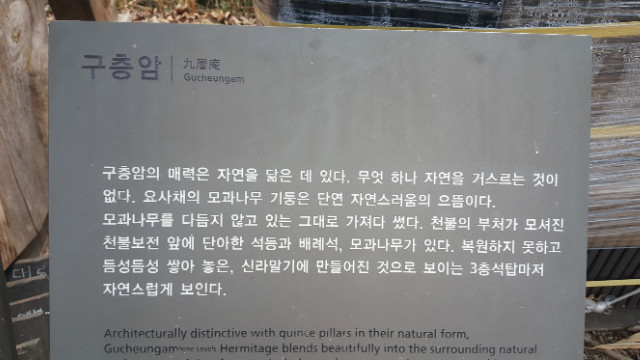 구층암 九層庵
Gucheungam
구층암의 매력은 자연을 닮은 데 있다. 무엇 하나 자연을 거스르는 것이
없다. 요사채의 모과나무 기둥은 단연 자연스러움의 으뜸이다.
모과나무를 다듬지 않고 있는 그대로 가져다 썼다. 천불의 부처가 모셔진
천불보전 앞에 단아한 석등과 배례석, 모과나무가 있다. 복원하지 못하고
듬성듬성 쌓아 놓은, 신라말기에 만들어진 것으로 보이는 3층석탑마저
자연스럽게 보인다.
Architecturally distinctive with quince pillars in their natural form,
Gucheungam Nine Levels Hermitage blends beautifully into the surrounding natural